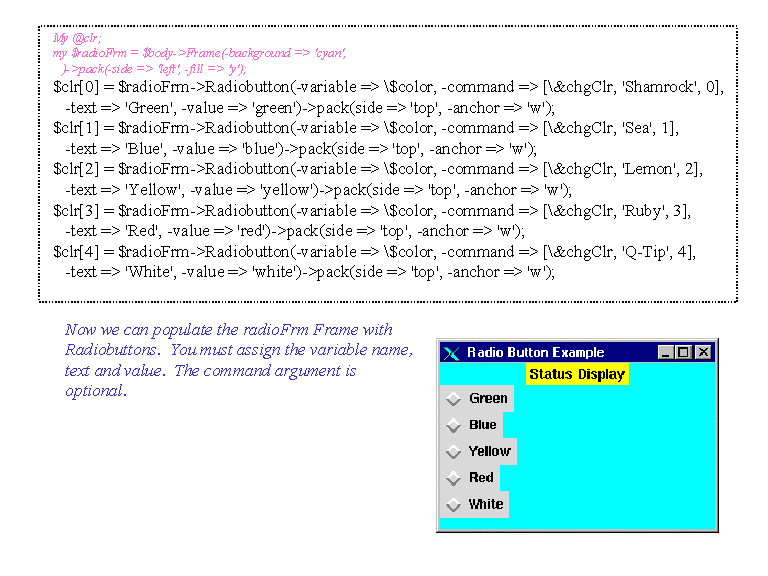 My @clr;
my $radioFrm = $body->Frame(-background => 'cyan',
)->pack(-side => 'left', -fill => 'y');
$clr[0] = $radioFrm->Radiobutton(-variable => \$color, -command => [\&chgClr, 'Shamrock', 0],
-text => 'Green', -value => 'green')->pack(side => 'top', -anchor => 'w');
$clr[1] = $radioFrm->Radiobutton(-variable => \$color, -command => [\&chgClr, 'Sea', 1],
-text => 'Blue', -value => 'blue')->pack(side => 'top', -anchor => 'w');
$clr[2] = $radioFrm->Radiobutton(-variable => \$color, -command => [\&chgClr, 'Lemon', 2],
-text => 'Yellow', -value => 'yellow')->pack(side => 'top', -anchor => 'w');
$clr[3] = $radioFrm->Radiobutton(-variable => \$color, -command => [\&chgClr, 'Ruby', 3],
-text => 'Red', -value => 'red')->pack(side => 'top', -anchor => 'w');
$clr[4] = $radioFrm->Radiobutton(-variable => \$color, -command => [\&chgClr, 'Q-Tip', 4],
-text => 'White', -value => 'white')->pack(side => 'top', -anchor => 'w');
Now we can populate the radioFrm Frame with
Radiobuttons. You must assign the variable name,
text and value. The command argument is
optional.
Radio Button Example
Status Display
Green
Blue
Yellow
Red
White